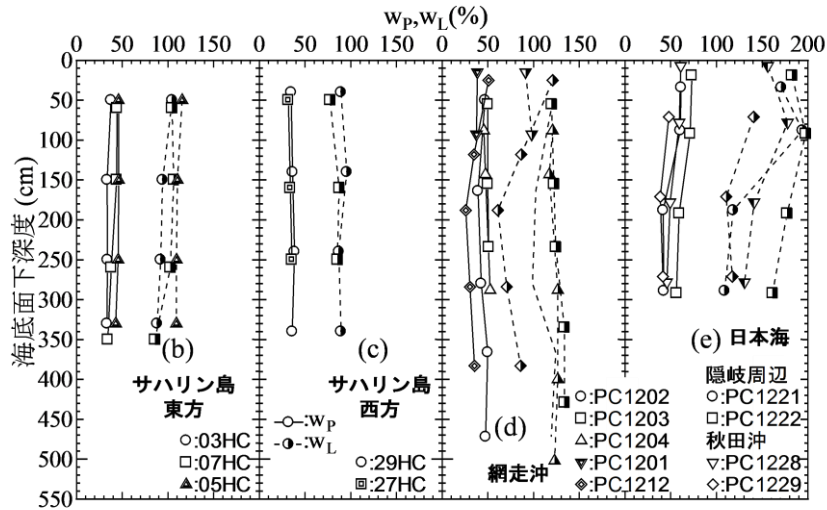 wP,wL(%)
0 50 100 150 0 50 100 150 0 50 100 150 0 50 100 150 200
0
50
100
150
200
250
300
350
400
450
500
550
海底面下深度 (cm)
(b)
サハリン島
東方
○:03HC
□:07HC
▲:05HC
(c)
サハリン島
西方
–○–:wP
--◑--:wL
○:29HC
□:27HC
(d)
網走沖
○:PC1202
□:PC1203
△:PC1204
▼:PC1201
◇:PC1212
(e)
日本海
隠岐周辺
○:PC1221
□:PC1222
秋田沖
▽:PC1228
◇:PC1229